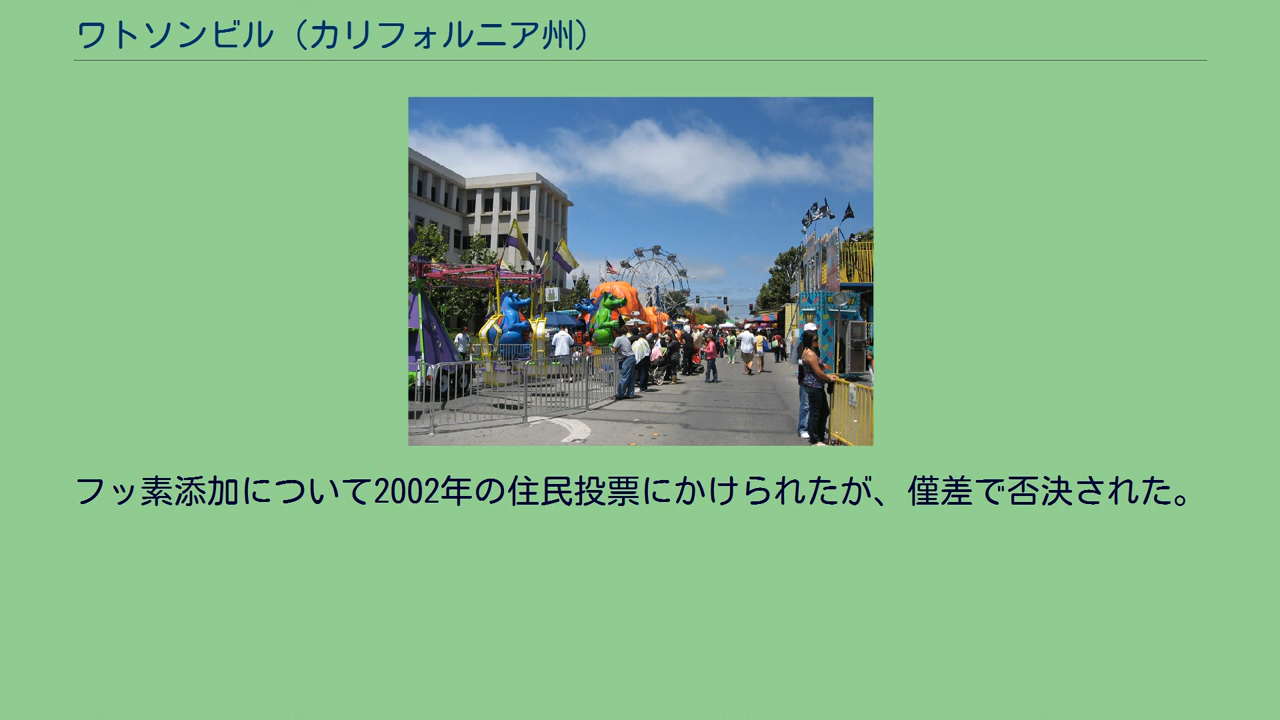 ワトソンビル（カリフォルニア州）
フッ素添加について2002年の住民投票にかけられたが、僅差で否決された。